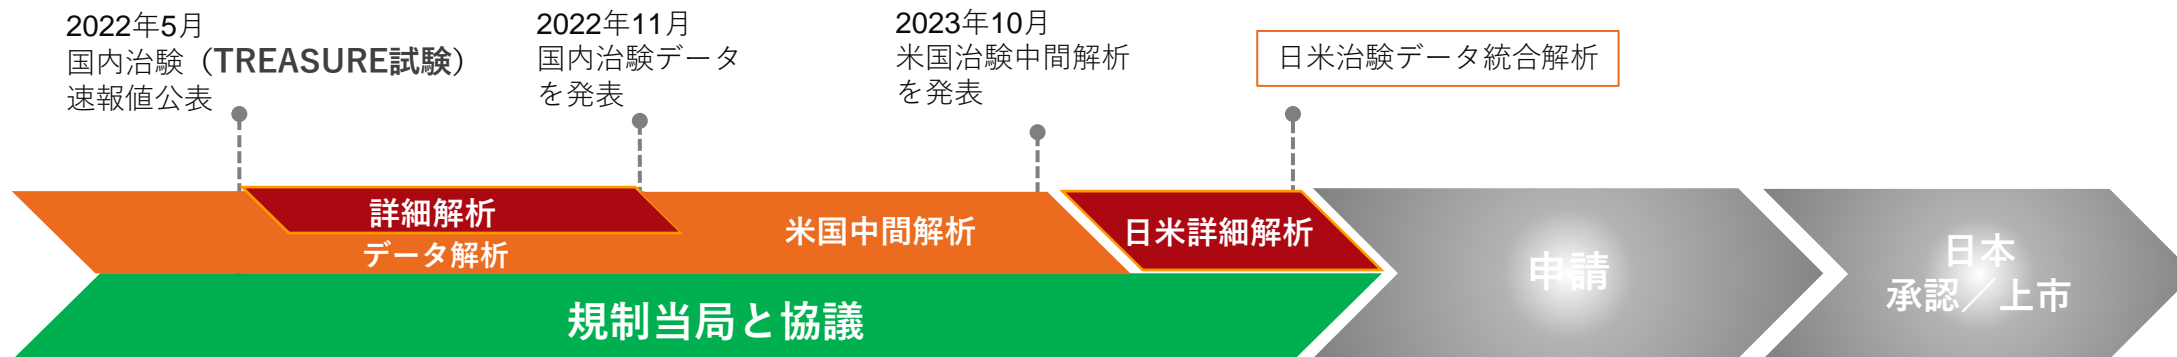 2022年5月
国内治験（TREASURE試験）
速報値公表
2022年11月
国内治験データ
を発表
2023年10月
米国治験中間解析
を発表
日米治験データ統合解析
詳細解析
データ解析
米国中間解析
日米詳細解析
規制当局と協議
申請
日本
承認／上市